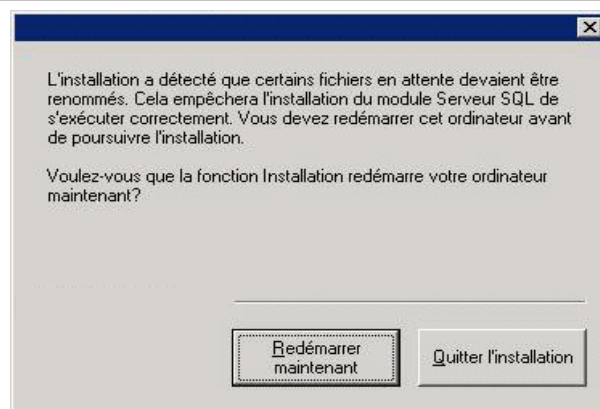 L'installation a détecté que certains fichiers en attente devaient être
renommés. Cela empêchera l'installation du module Serveur SQL de
s'exécuter correctement. Vous devez redémarrer cet ordinateur avant
de poursuivre l'installation.
Voulez-vous que la fonction Installation redémarre votre ordinateur
maintenant?
Redémarrer
maintenant
Quitter l'installation